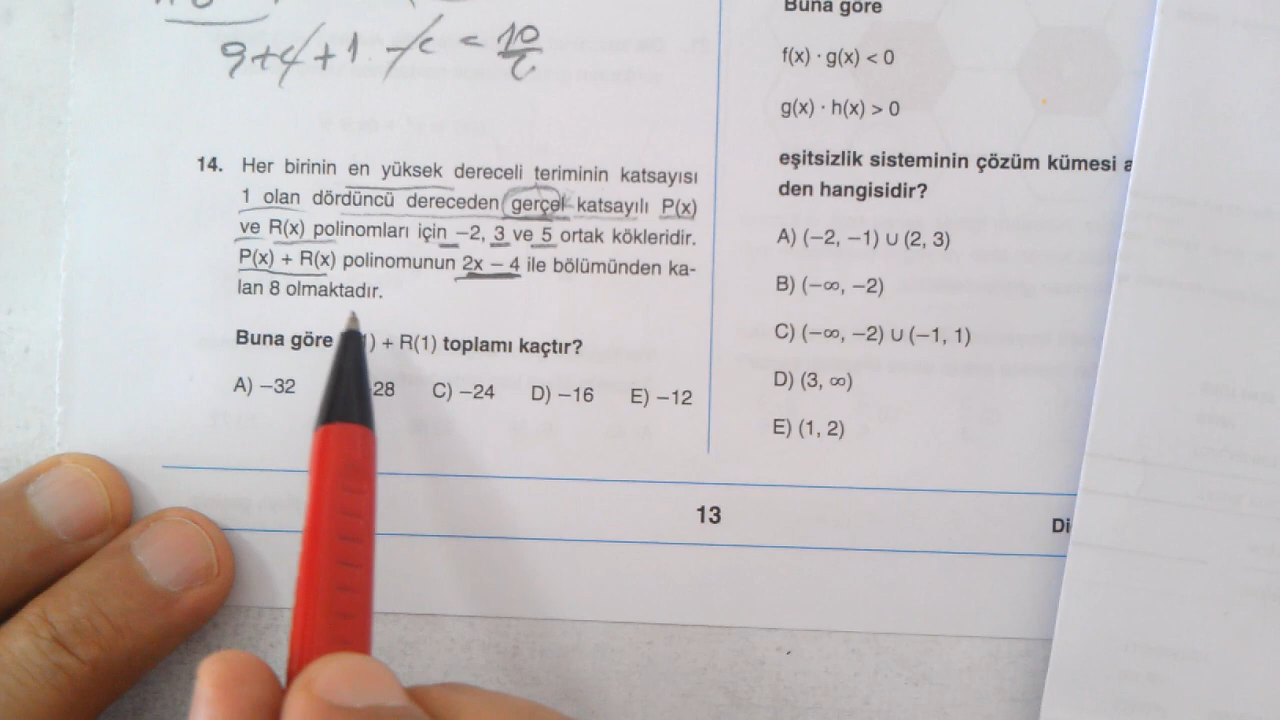 9+4+1
14. Her birinin en yüksek dereceli teriminin katsayısı
1 olan dördüncü dereceden gerçel katsayılı P(x)
ve R(x) polinomları için −2, 3 ve 5 ortak kökleridir.
P(x) + R(x) polinomunun 2x − 4 ile bölümünden ka-
lan 8 olmaktadır.
Buna göre 1) + R(1) toplamı kaçtır?
A) −32 28 C) −24 D) −16 E) −12
Buna göre
f(x) · g(x) < 0
g(x) · h(x) > 0
eşitsizlik sisteminin çözüm kümesi a
den hangisidir?
A) (−2, −1) ∪ (2, 3)
B) (−∞, −2)
C) (−∞, −2) ∪ (−1, 1)
D) (3, ∞)
E) (1, 2)
13
Di